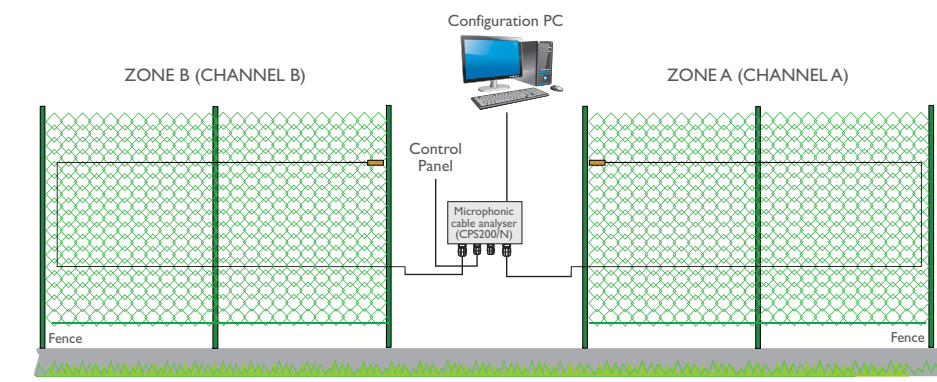 Configuration PC
ZONE B (CHANNEL B)
ZONE A (CHANNEL A)
Control
Panel
Microphonic
cable analyser
(CPS200/N)
Fence
Fence